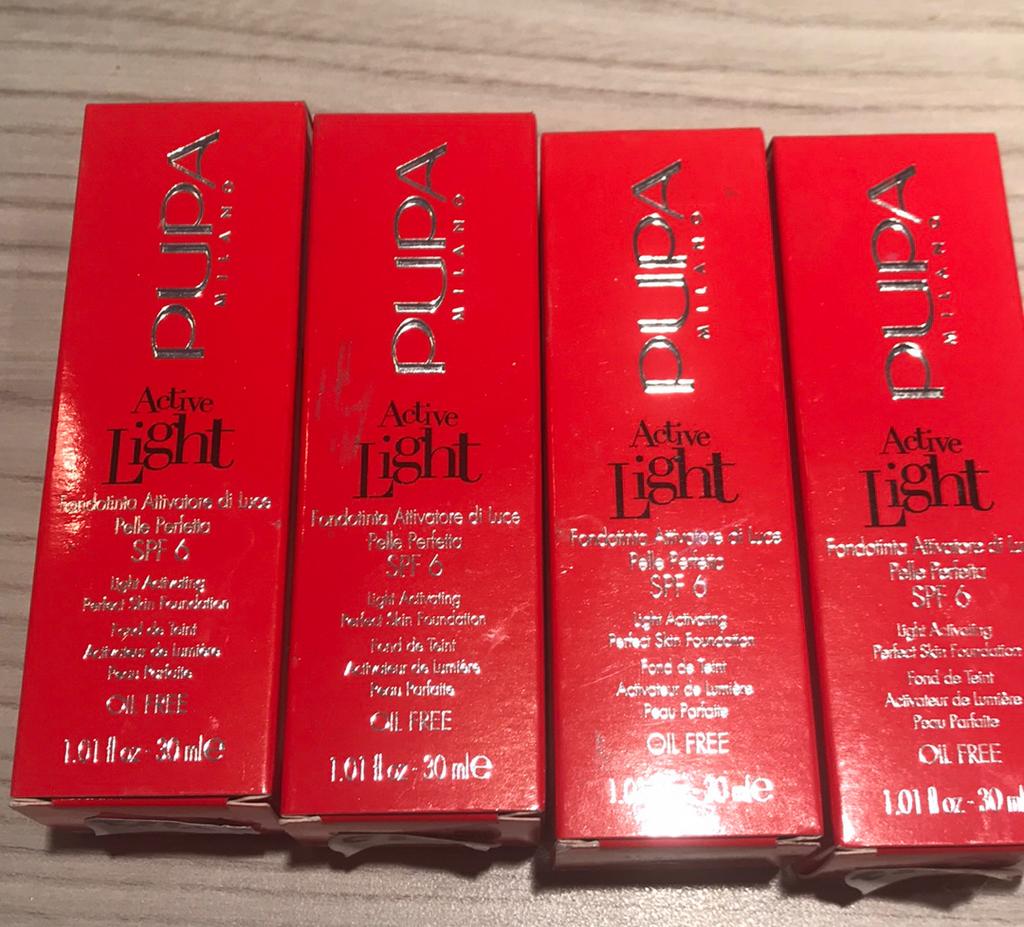 PUPA
MILANO
Active
Light
Fondotinta Attivatore di Luce
Pelle Perfetta
SPF 6
Light Activating
Perfect Skin Foundation
Fond de Teint
Activateur de Lumière
Peau Parfaite
OIL FREE
1.01 fl oz - 30 ml e
PUPA
MILANO
Active
Light
Fondotinta Attivatore di Luce
Pelle Perfetta
SPF 6
Light Activating
Perfect Skin Foundation
Fond de Teint
Activateur de Lumière
Peau Parfaite
OIL FREE
1.01 fl oz - 30 ml e
PUPA
MILANO
Active
Light
Fondotinta Attivatore di Luce
Pelle Perfetta
SPF 6
Light Activating
Perfect Skin Foundation
Fond de Teint
Activateur de Lumière
Peau Parfaite
OIL FREE
30 ml e
PUPA
MILANO
Active
Light
Fondotinta Attivatore di
Pelle Perfetta
SPF 6
Light Activating
Perfect Skin Foundation
Fond de Teint
Activateur de Lumière
Peau Parfaite
OIL FREE
1.01 fl oz - 30 ml